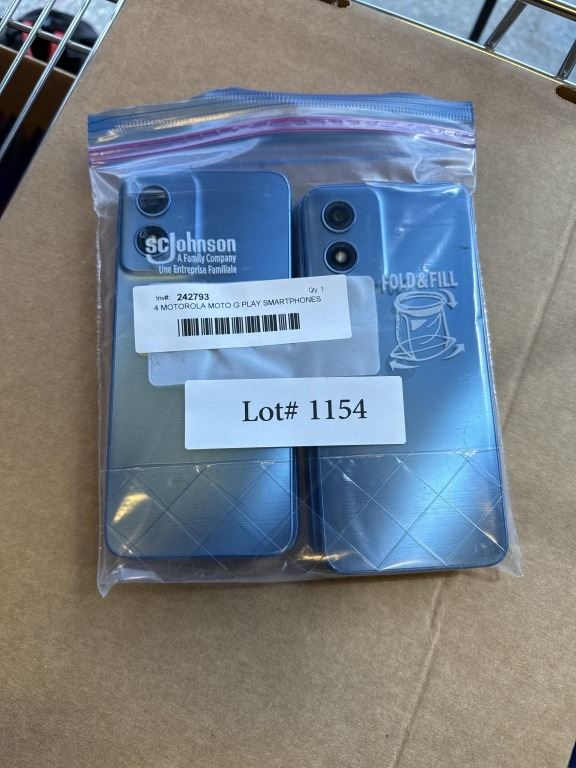 scJohnson
A Family Company
Une Entreprise Familiale
FOLD & FILL
Inv#: 242793 Qty. 1
4 MOTOROLA MOTO G PLAY SMARTPHONES
Lot# 1154